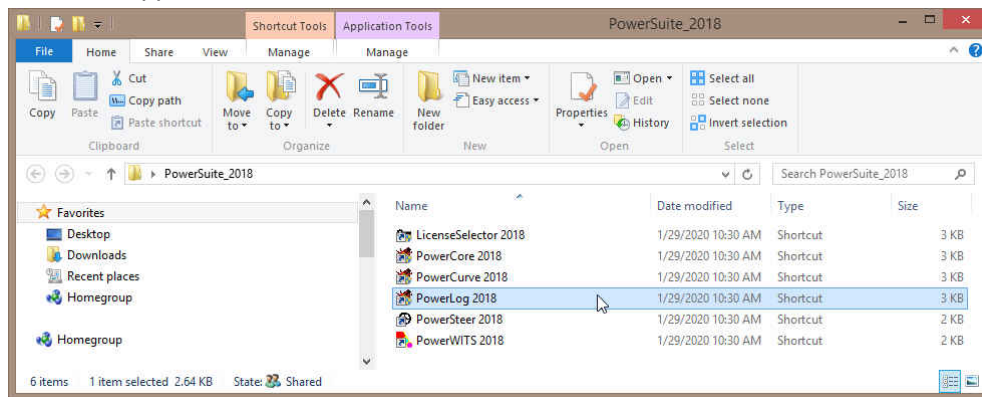 Shortcut Tools Application Tools PowerSuite_2018
File Home Share View Manage Manage
Cut
Copy path
Paste shortcut
Copy Paste
Clipboard
Move to Copy to Delete Rename
Organize
New item
Easy access
New folder
New
Properties
Open
Edit
History
Open
Select all
Select none
Invert selection
Select
PowerSuite_2018 Search PowerSuite_2018
Favorites
Desktop
Downloads
Recent places
Homegroup
Homegroup
Name Date modified Type Size
LicenseSelector 2018 1/29/2020 10:30 AM Shortcut 3 KB
PowerCore 2018 1/29/2020 10:30 AM Shortcut 3 KB
PowerCurve 2018 1/29/2020 10:30 AM Shortcut 3 KB
PowerLog 2018 1/29/2020 10:30 AM Shortcut 3 KB
PowerSteer 2018 1/29/2020 10:30 AM Shortcut 2 KB
PowerWITS 2018 1/29/2020 10:30 AM Shortcut 2 KB
6 items 1 item selected 2.64 KB State: Shared